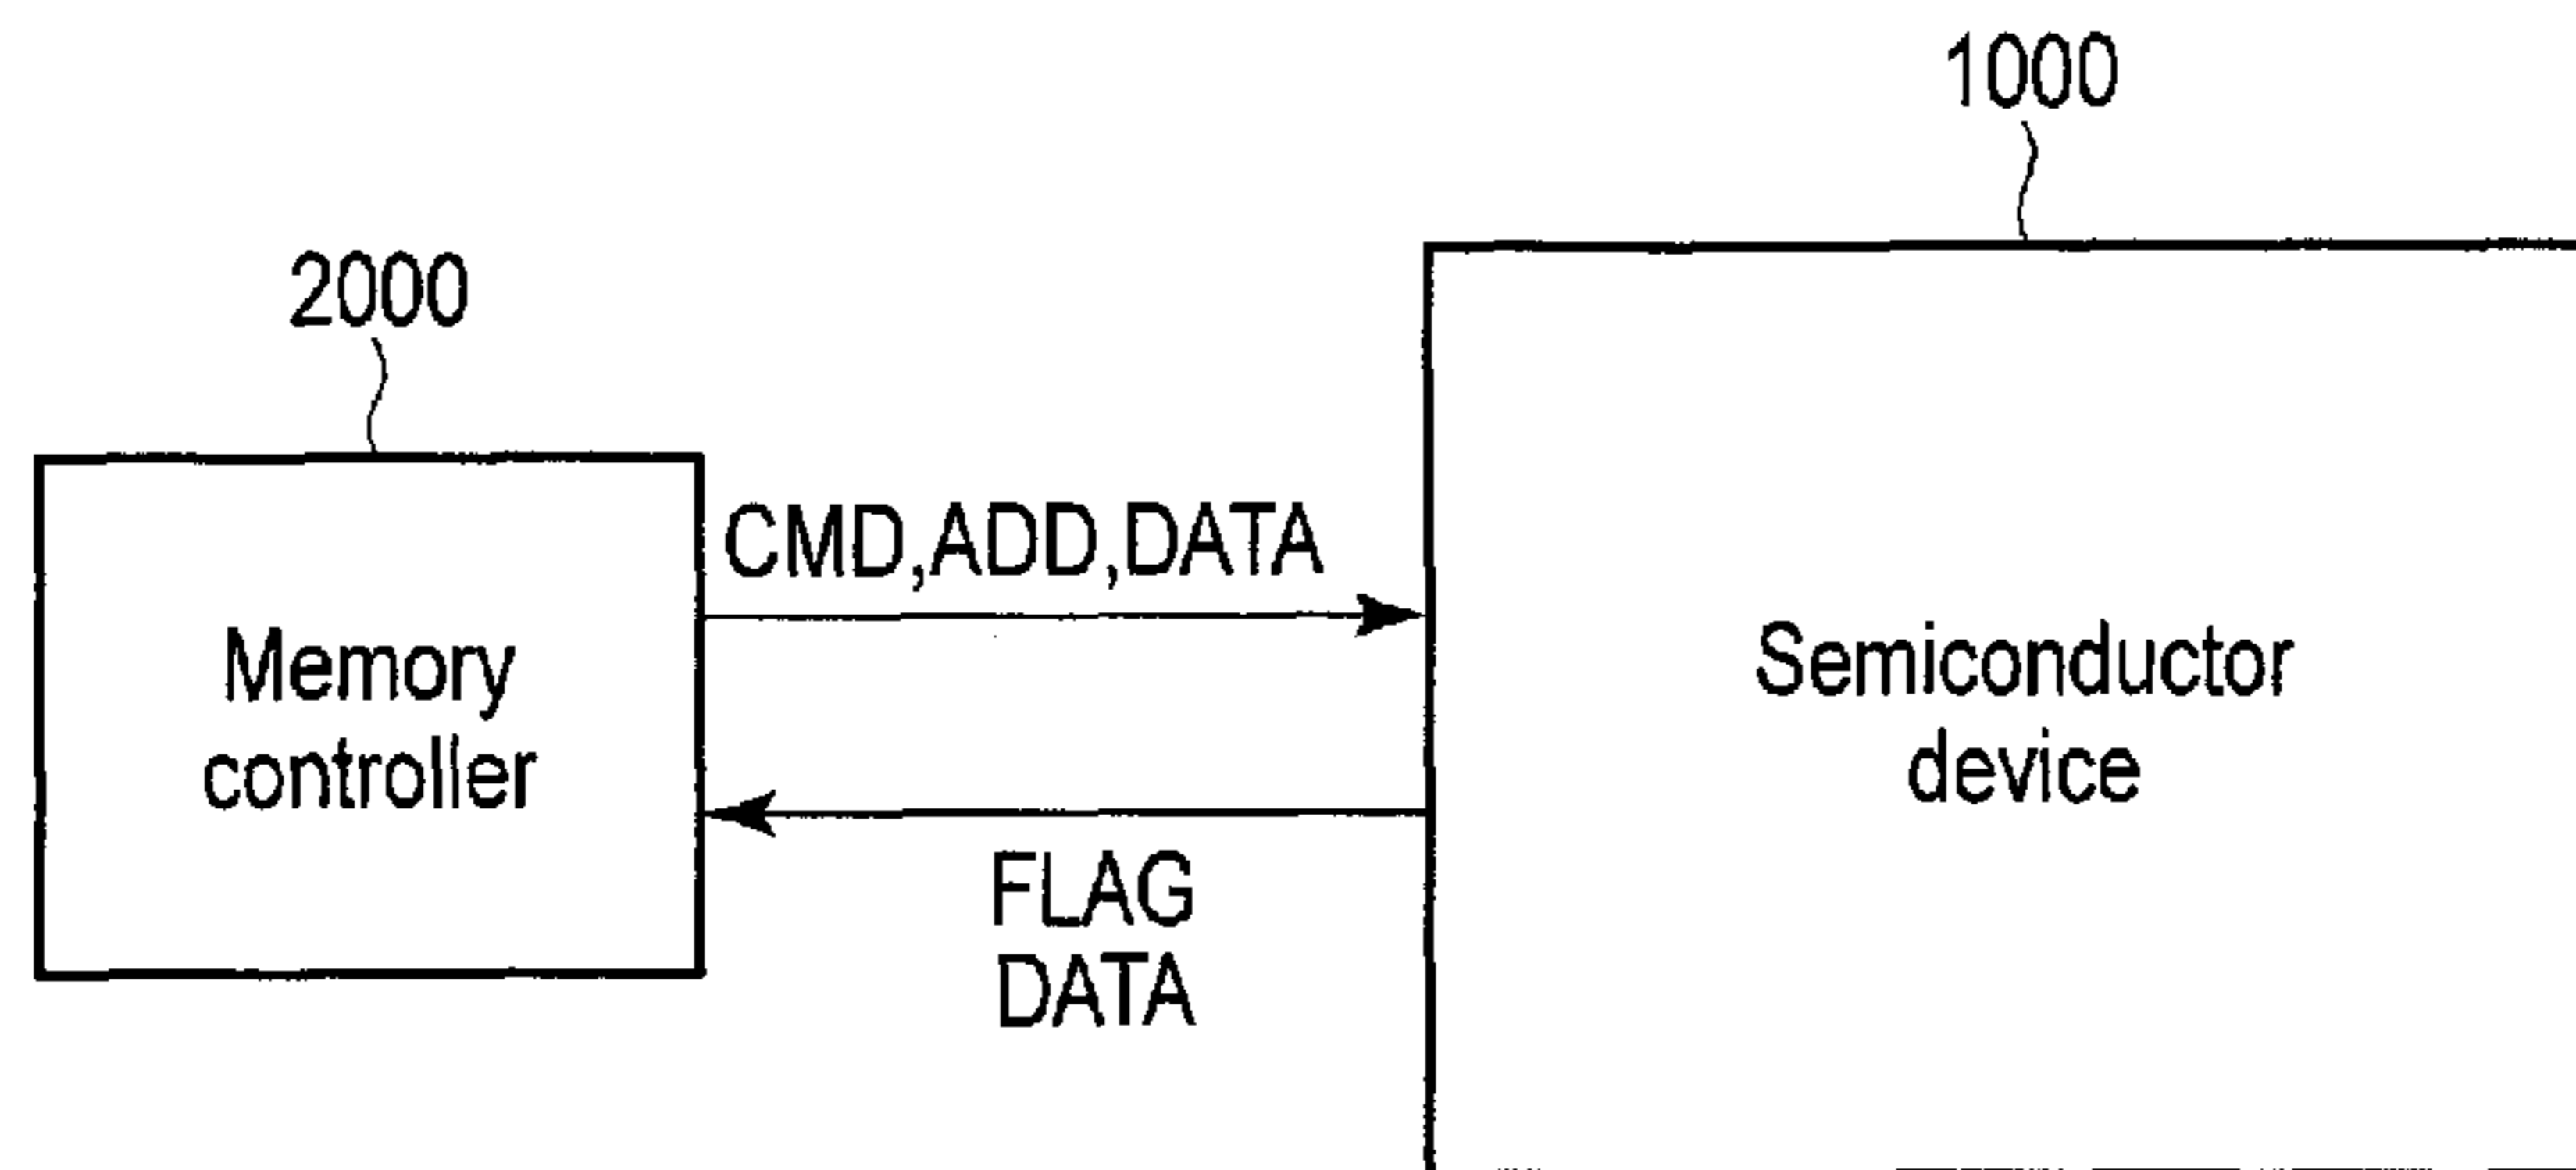 1000
2000
CMD,ADD,DATA
Memory
controller
Semiconductor
device
FLAG
DATA